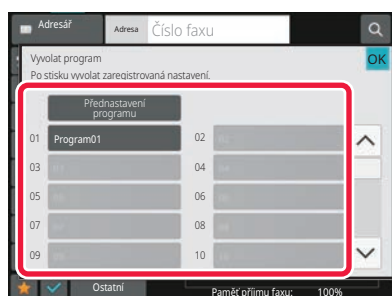 Adresář
Adresa
Číslo faxu
Vyvolat program
OK
Po stisku vyvolat zaregistrovaná nastavení.
Přednastavení
programu
01 Program01
02
03
04
05
06
07
08
09
10
Ostatní
Paměť příjmu faxu: 100%